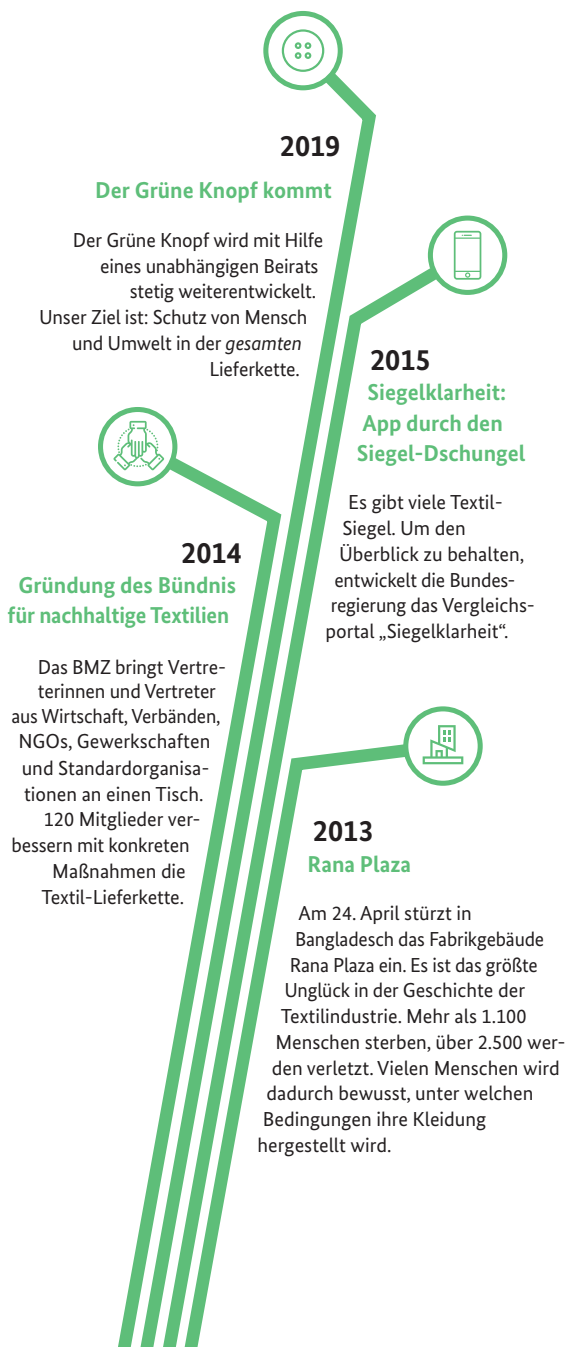 2019
Der Grüne Knopf kommt
Der Grüne Knopf wird mit Hilfe
eines unabhängigen Beirats
stetig weiterentwickelt.
Unser Ziel ist: Schutz von Mensch
und Umwelt in der gesamten
Lieferkette.
2015
Siegelklarheit:
App durch den
Siegel-Dschungel
Es gibt viele Textil-
Siegel. Um den
Überblick zu behalten,
entwickelt die Bundes-
regierung das Vergleichs-
portal „Siegelklarheit“.
2014
Gründung des Bündnis
für nachhaltige Textilien
Das BMZ bringt Vertre-
terinnen und Vertreter
aus Wirtschaft, Verbänden,
NGOs, Gewerkschaften
und Standardorganisa-
tionen an einen Tisch.
120 Mitglieder ver-
bessern mit konkreten
Maßnahmen die
Textil-Lieferkette.
2013
Rana Plaza
Am 24. April stürzt in
Bangladesch das Fabrikgebäude
Rana Plaza ein. Es ist das größte
Unglück in der Geschichte der
Textilindustrie. Mehr als 1.100
Menschen sterben, über 2.500 wer-
den verletzt. Vielen Menschen wird
dadurch bewusst, unter welchen
Bedingungen ihre Kleidung
hergestellt wird.